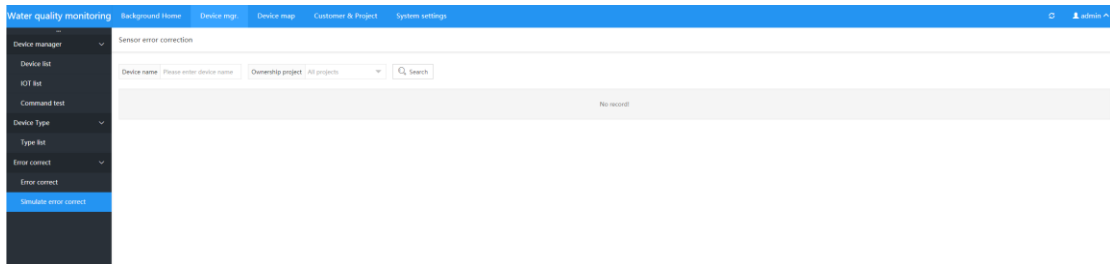 Water quality monitoring Background Home Device mgr. Device map Customer & Project System settings admin
Device manager
Device list
IOT list
Command test
Device Type
Type list
Error correct
Error correct
Simulate error correct
Sensor error correction
Device name Please enter device name Ownership project All projects Search
No record!